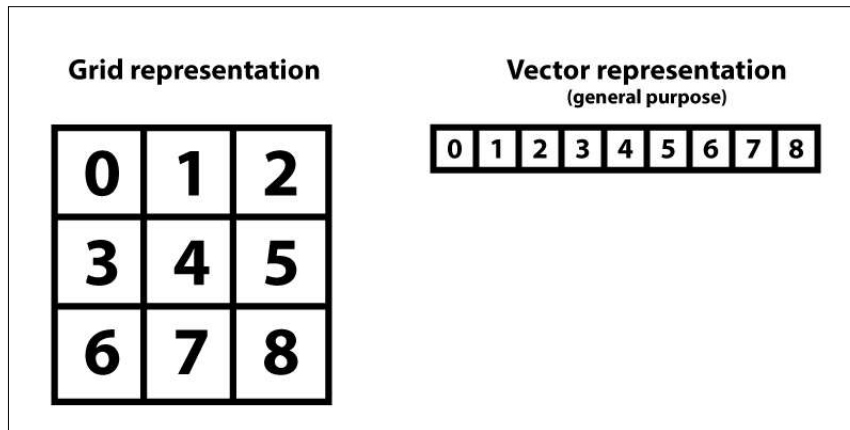 Grid representation
0 1 2
3 4 5
6 7 8
Vector representation
(general purpose)
0 1 2 3 4 5 6 7 8